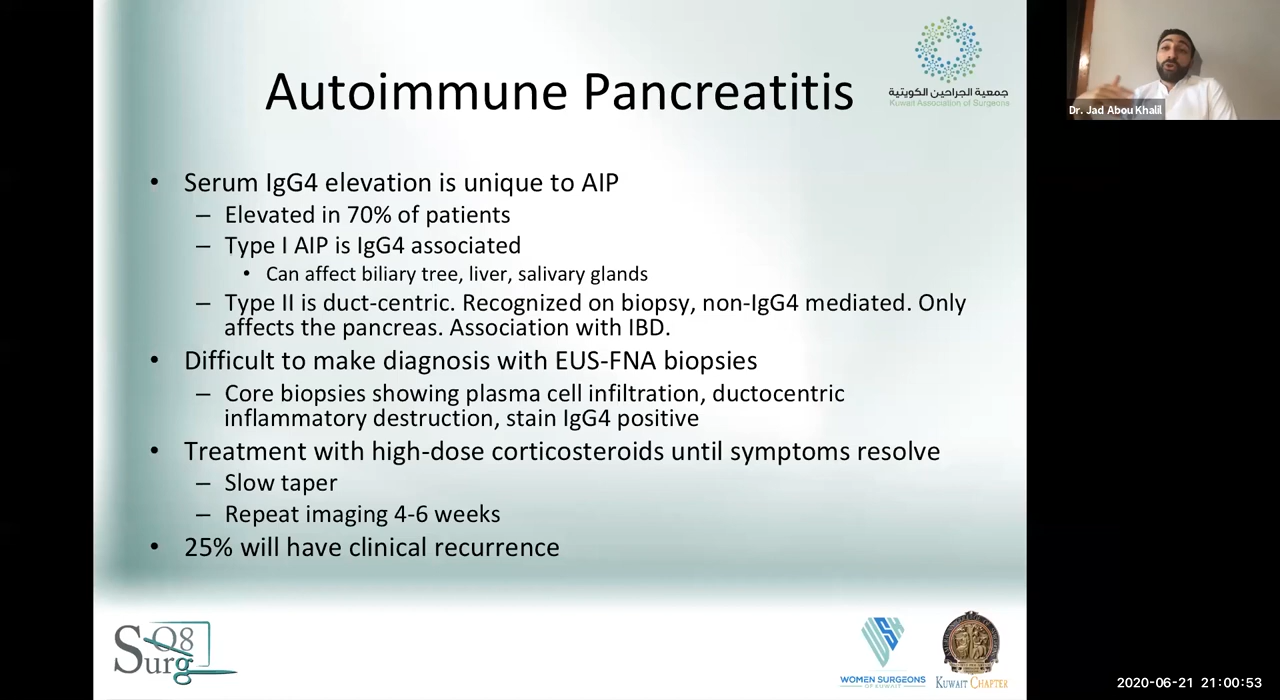 Autoimmune Pancreatitis
جمعية الجراحين الكويتية
Kuwait Association of Surgeons
Dr. Jad Abou Khalil
• Serum IgG4 elevation is unique to AIP
– Elevated in 70% of patients
– Type I AIP is IgG4 associated
• Can affect biliary tree, liver, salivary glands
– Type II is duct-centric. Recognized on biopsy, non-IgG4 mediated. Only
affects the pancreas. Association with IBD.
• Difficult to make diagnosis with EUS-FNA biopsies
– Core biopsies showing plasma cell infiltration, ductocentric
inflammatory destruction, stain IgG4 positive
• Treatment with high-dose corticosteroids until symptoms resolve
– Slow taper
– Repeat imaging 4-6 weeks
• 25% will have clinical recurrence
Q8
Surg
WOMEN SURGEONS
OF KUWAIT
KUWAIT CHAPTER
2020-06-21 21:00:53